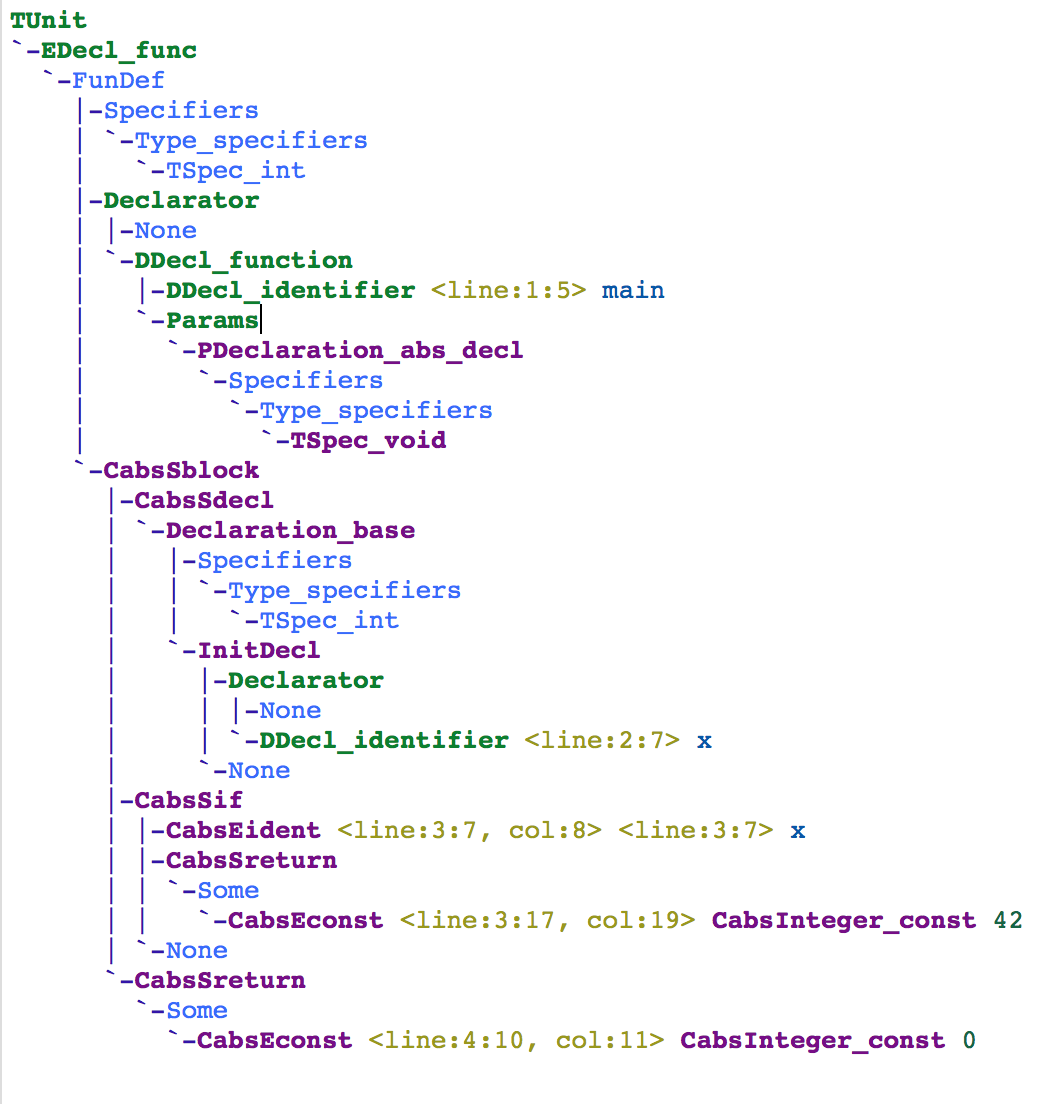 TUnit
`-EDecl_func
  `-FunDef
    |-Specifiers
    | `-Type_specifiers
    |   `-TSpec_int
    |-Declarator
    | |-None
    | `-DDecl_function
    |   |-DDecl_identifier <line:1:5> main
    |   `-Params
    |     `-PDeclaration_abs_decl
    |       `-Specifiers
    |         `-Type_specifiers
    |           `-TSpec_void
    `-CabsSblock
      |-CabsSdecl
      | `-Declaration_base
      |   |-Specifiers
      |   | `-Type_specifiers
      |   |   `-TSpec_int
      |   `-InitDecl
      |     |-Declarator
      |     | |-None
      |     | `-DDecl_identifier <line:2:7> x
      |     `-None
      |-CabsSif
      | |-CabsEident <line:3:7, col:8> <line:3:7> x
      | |-CabsSreturn
      | | `-Some
      | |   `-CabsEconst <line:3:17, col:19> CabsInteger_const 42
      | `-None
      `-CabsSreturn
        `-Some
          `-CabsEconst <line:4:10, col:11> CabsInteger_const 0